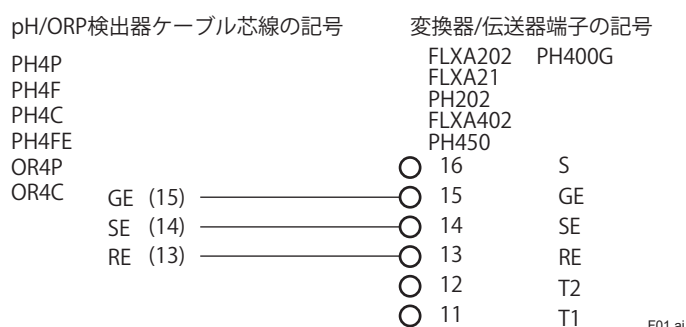 pH/ORP検出器ケーブル芯線の記号 変換器/伝送器端子の記号
PH4P
PH4F
PH4C
PH4FE
OR4P
OR4C
FLXA202 PH400G
FLXA21
PH202
FLXA402
PH450
16 S
GE (15) 15 GE
SE (14) 14 SE
RE (13) 13 RE
12 T2
11 T1
F01.ai